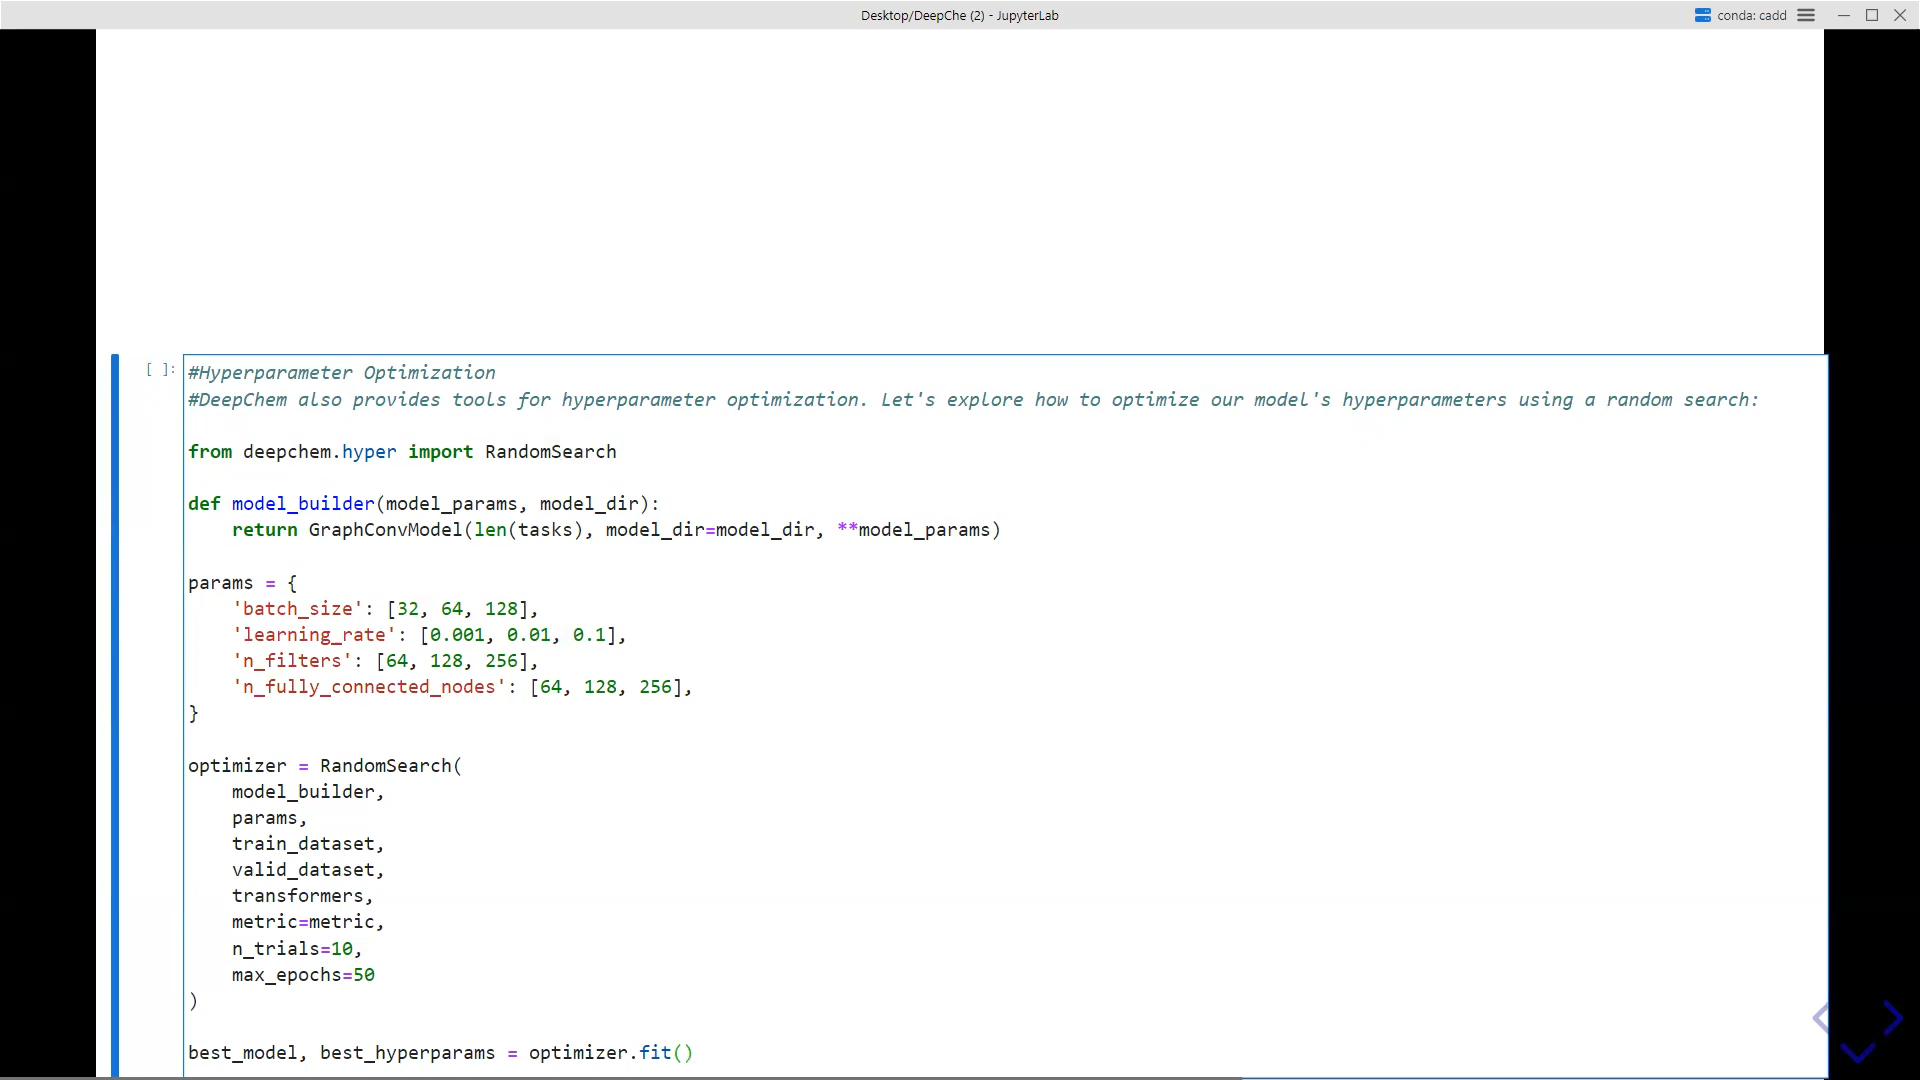 Desktop/DeepChe (2) - JupyterLab
conda: cadd
[ ]:
#Hyperparameter Optimization
#DeepChem also provides tools for hyperparameter optimization. Let's explore how to optimize our model's hyperparameters using a random search:
from deepchem.hyper import RandomSearch
def model_builder(model_params, model_dir):
    return GraphConvModel(len(tasks), model_dir=model_dir, **model_params)
params = {
    'batch_size': [32, 64, 128],
    'learning_rate': [0.001, 0.01, 0.1],
    'n_filters': [64, 128, 256],
    'n_fully_connected_nodes': [64, 128, 256],
}
optimizer = RandomSearch(
    model_builder,
    params,
    train_dataset,
    valid_dataset,
    transformers,
    metric=metric,
    n_trials=10,
    max_epochs=50
)
best_model, best_hyperparams = optimizer.fit()